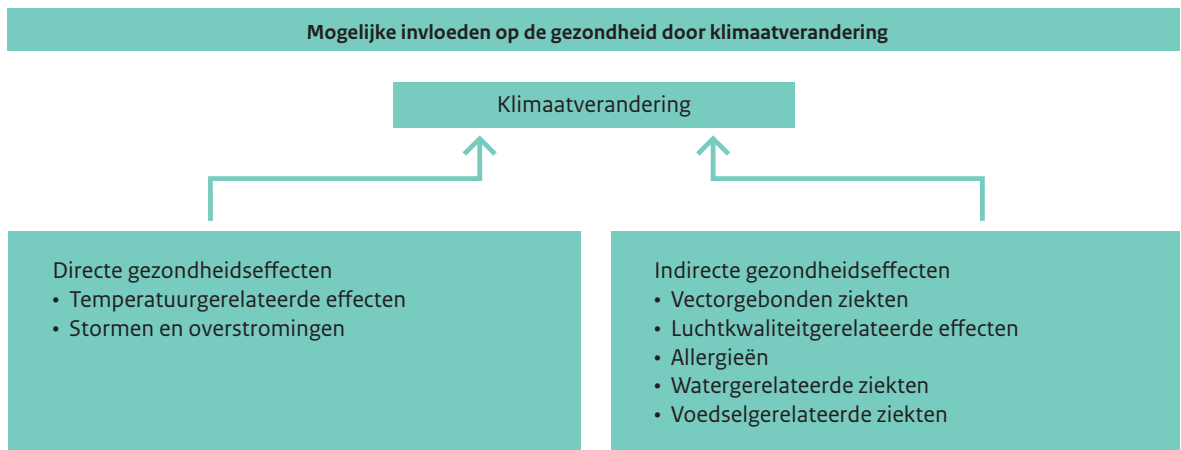 Mogelijke invloeden op de gezondheid door klimaatverandering
Klimaatverandering
Directe gezondheidseffecten
• Temperatuurgerelateerde effecten
• Stormen en overstromingen
Indirecte gezondheidseffecten
• Vectorgebonden ziekten
• Luchtkwaliteitgerelateerde effecten
• Allergieën
• Watergerelateerde ziekten
• Voedselgerelateerde ziekten